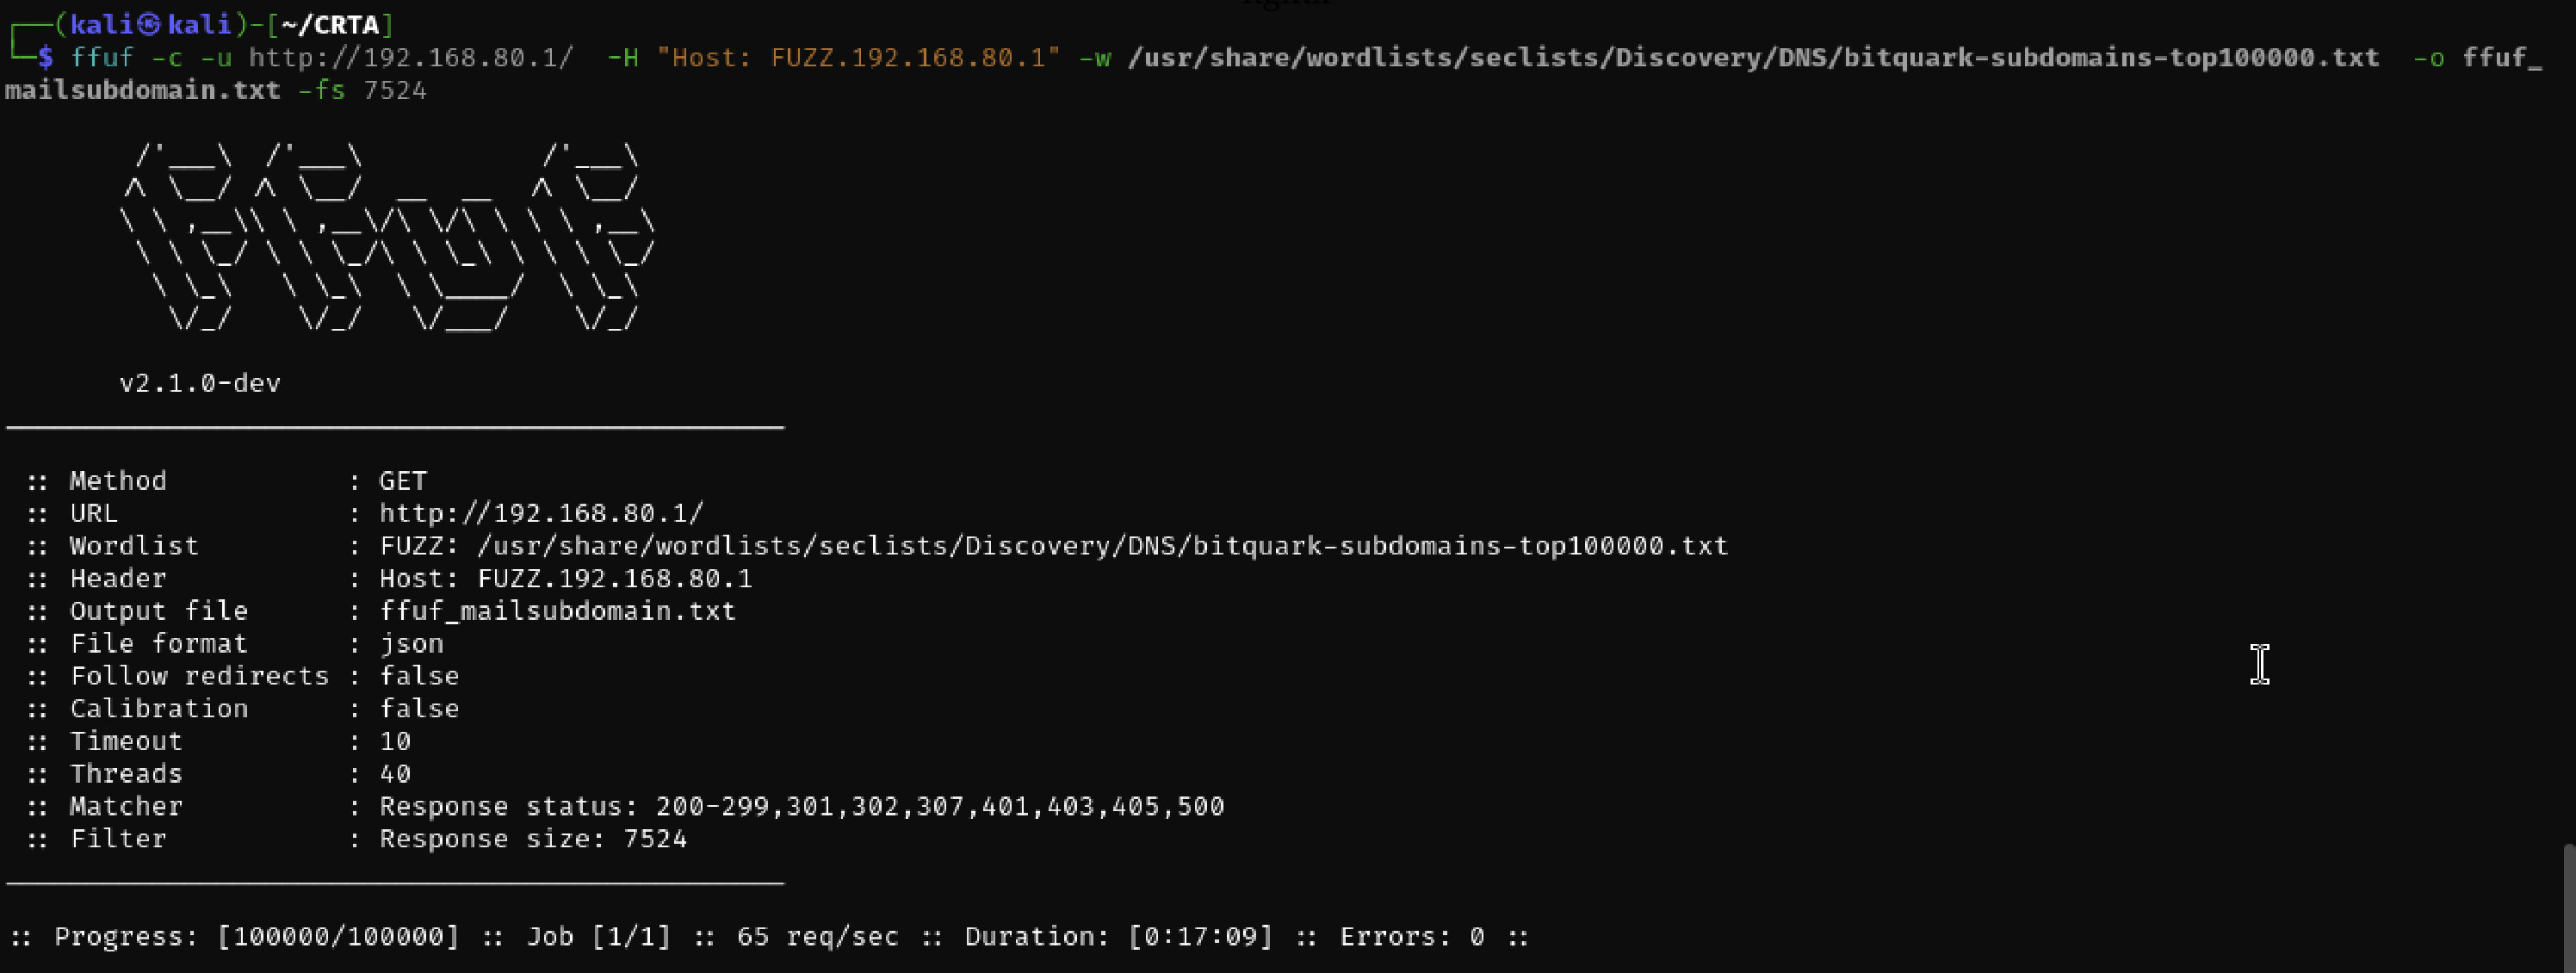 ┌──(kali㉿kali)-[~/CRTA]
└─$ ffuf -c -u http://192.168.80.1/  -H "Host: FUZZ.192.168.80.1" -w /usr/share/wordlists/seclists/Discovery/DNS/bitquark-subdomains-top100000.txt  -o ffuf_
mailsubdomain.txt -fs 7524
v2.1.0-dev
:: Method           : GET
:: URL              : http://192.168.80.1/
:: Wordlist         : FUZZ: /usr/share/wordlists/seclists/Discovery/DNS/bitquark-subdomains-top100000.txt
:: Header           : Host: FUZZ.192.168.80.1
:: Output file      : ffuf_mailsubdomain.txt
:: File format      : json
:: Follow redirects : false
:: Calibration      : false
:: Timeout          : 10
:: Threads          : 40
:: Matcher          : Response status: 200-299,301,302,307,401,403,405,500
:: Filter           : Response size: 7524
:: Progress: [100000/100000] :: Job [1/1] :: 65 req/sec :: Duration: [0:17:09] :: Errors: 0 ::